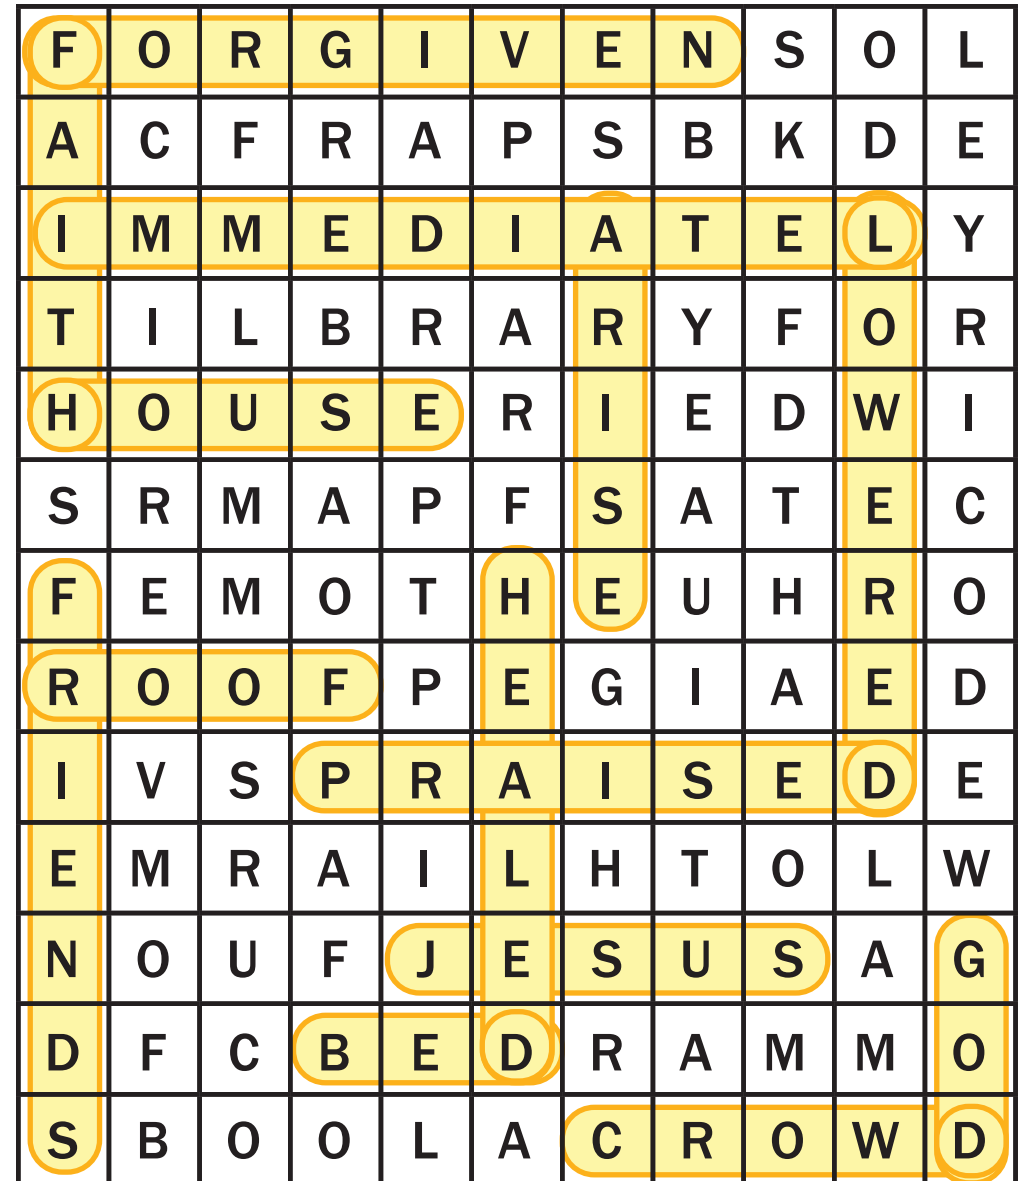 F O R G I V E N S O L
A C F R A P S B K D E
I M M E D I A T E L Y
T I L B R A R Y F O R
H O U S E R I E D W I
S R M A P F S A T E C
F E M O T H E U H R O
R O O F P E G I A E D
I V S P R A I S E D E
E M R A I L H T O L W
N O U F J E S U S A G
D F C B E D R A M M O
S B O O L A C R O W D